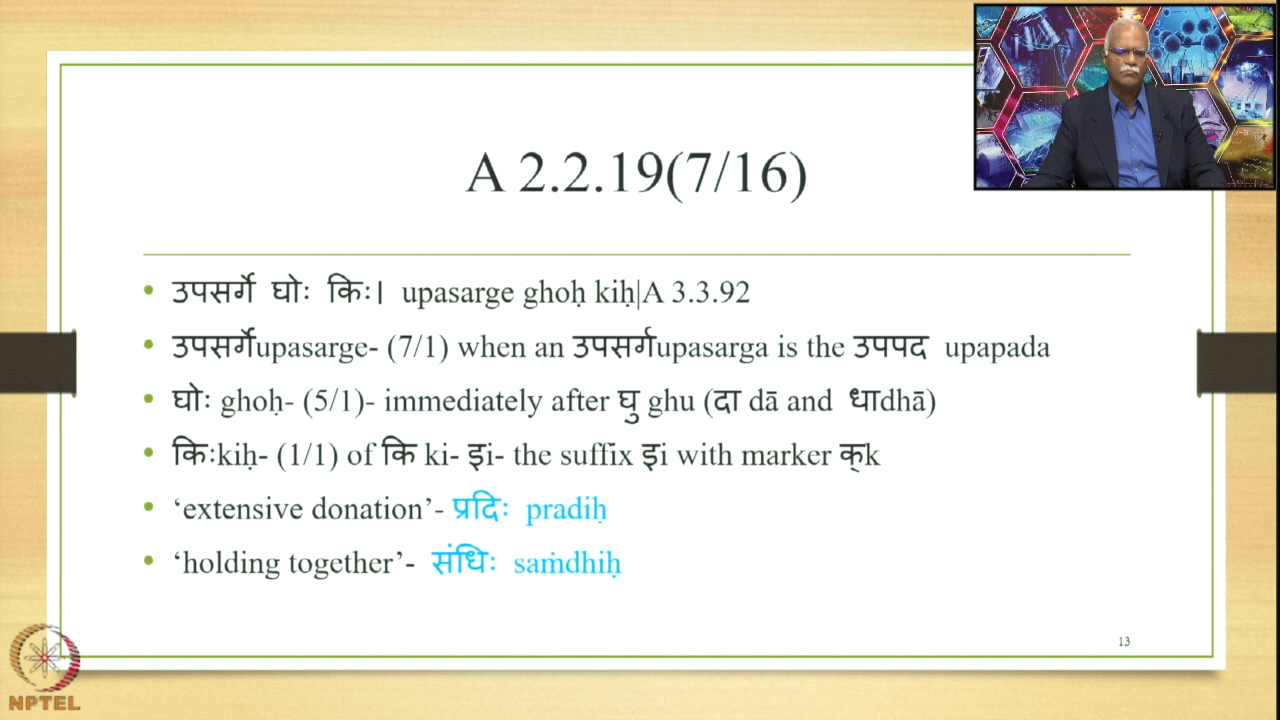 A 2.2.19(7/16)
उपसर्गे घोः किः। upasarge ghoḥ kiḥ|A 3.3.92
उपसर्गेupasarge- (7/1) when an उपसर्गupasarga is the उपपद upapada
घोः ghoḥ- (5/1)- immediately after घु ghu (दा dā and धाdhā)
किःkiḥ- (1/1) of कि ki- इi- the suffix इi with marker क्k
‘extensive donation’- प्रदिः pradiḥ
‘holding together’- संधिः saṁdhiḥ
13
NPTEL